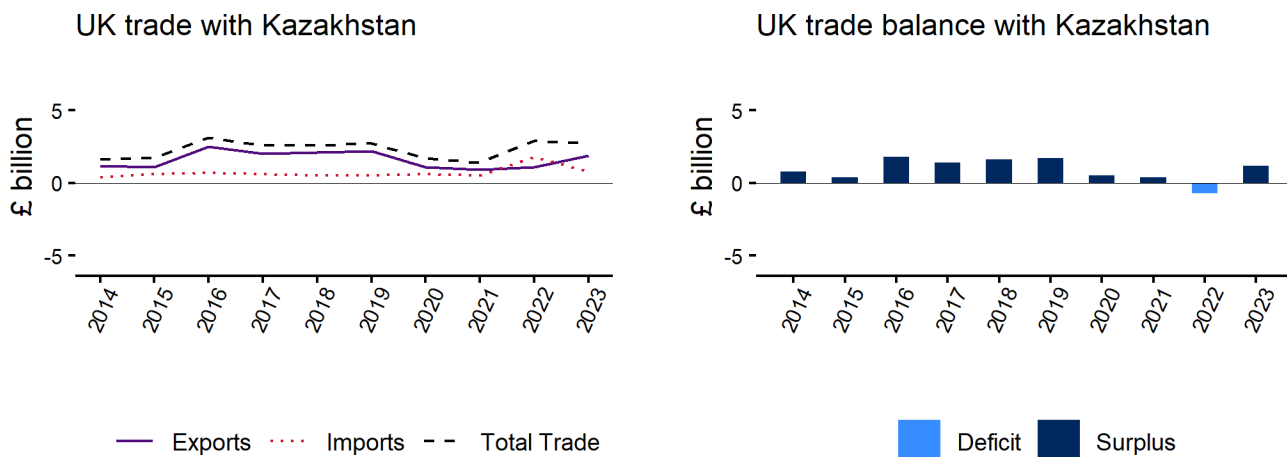 UK trade with Kazakhstan
£ billion
5
0
-5
2014 2015 2016 2017 2018 2019 2020 2021 2022 2023
Exports Imports Total Trade
UK trade balance with Kazakhstan
£ billion
5
0
-5
2014 2015 2016 2017 2018 2019 2020 2021 2022 2023
Deficit Surplus